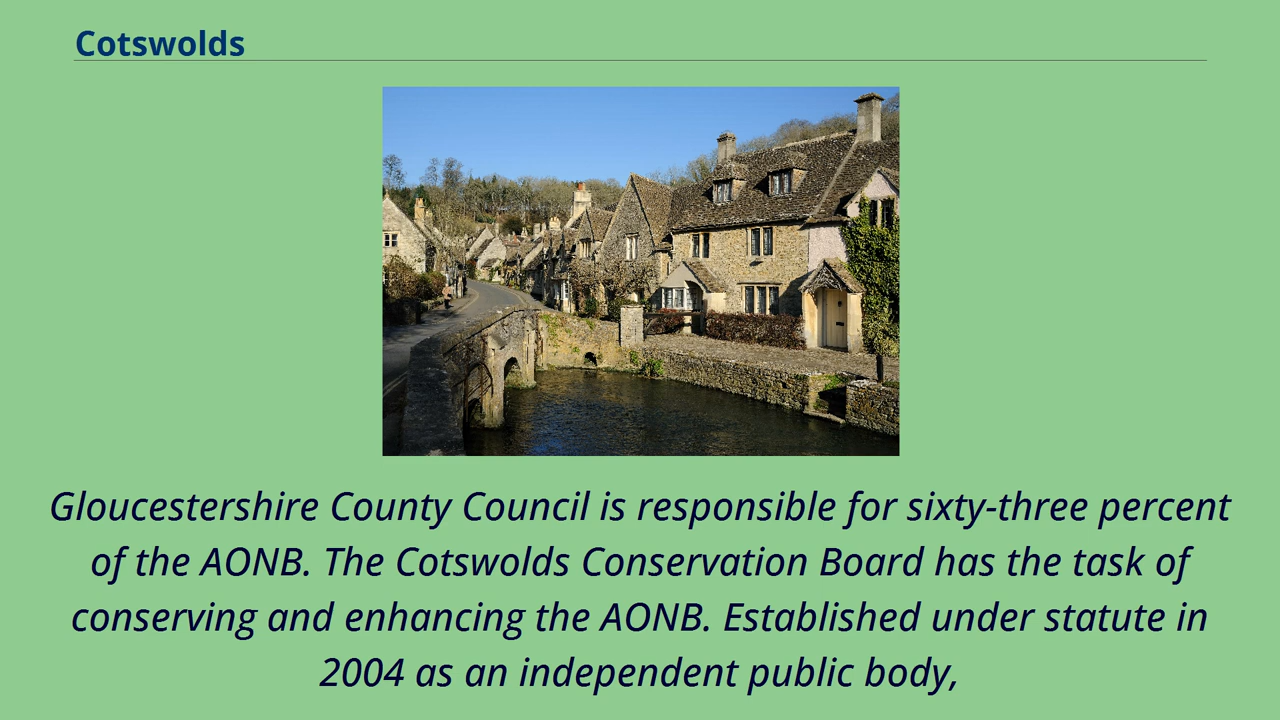 Cotswolds
Gloucestershire County Council is responsible for sixty-three percent
of the AONB. The Cotswolds Conservation Board has the task of
conserving and enhancing the AONB. Established under statute in
2004 as an independent public body,